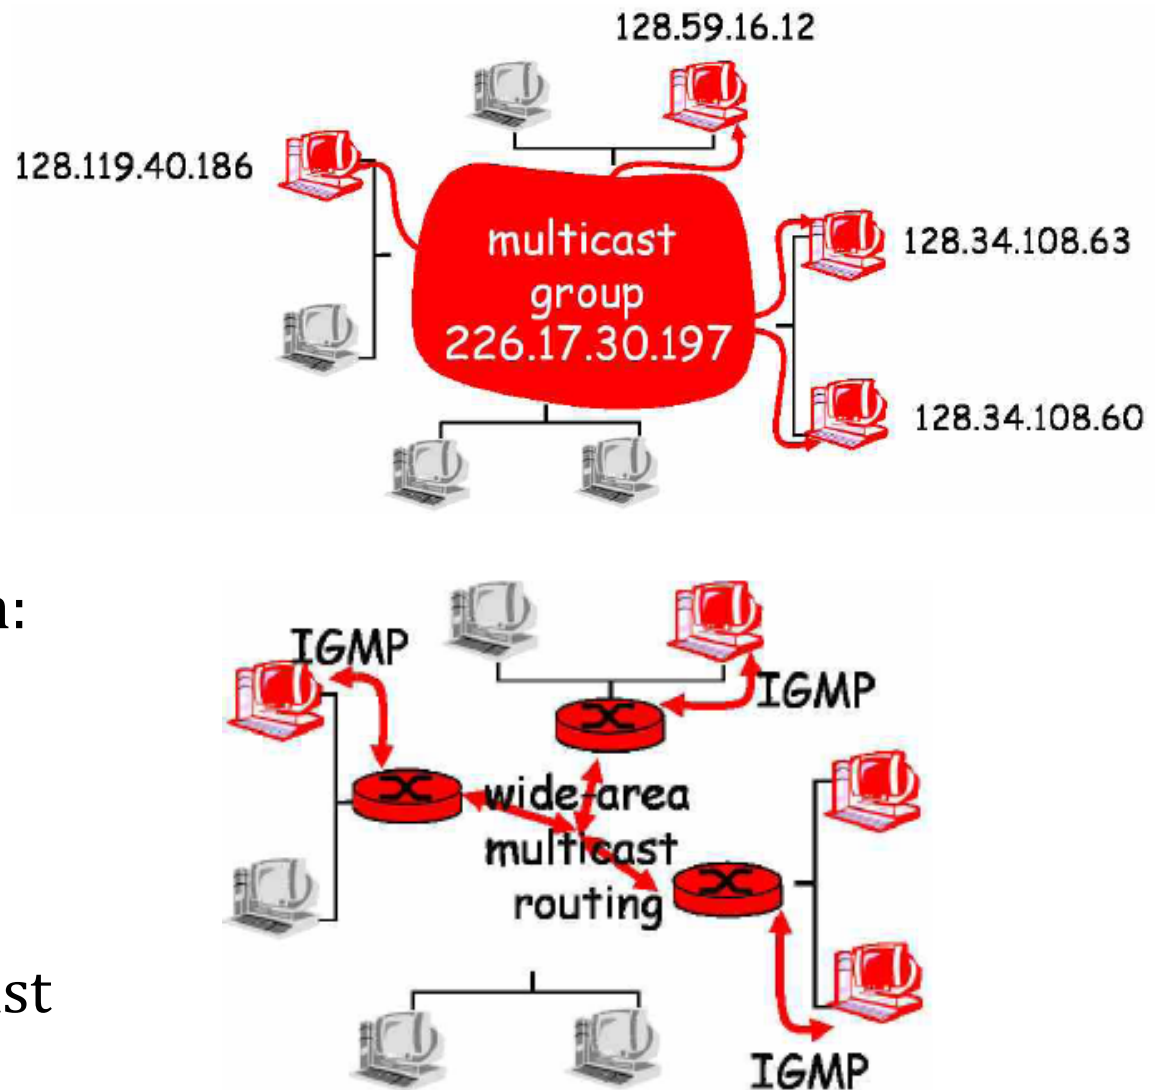 128.59.16.12
128.119.40.186
multicast
group
226.17.30.197
128.34.108.63
128.34.108.60
IGMP
IGMP
wide-area
multicast
routing
IGMP